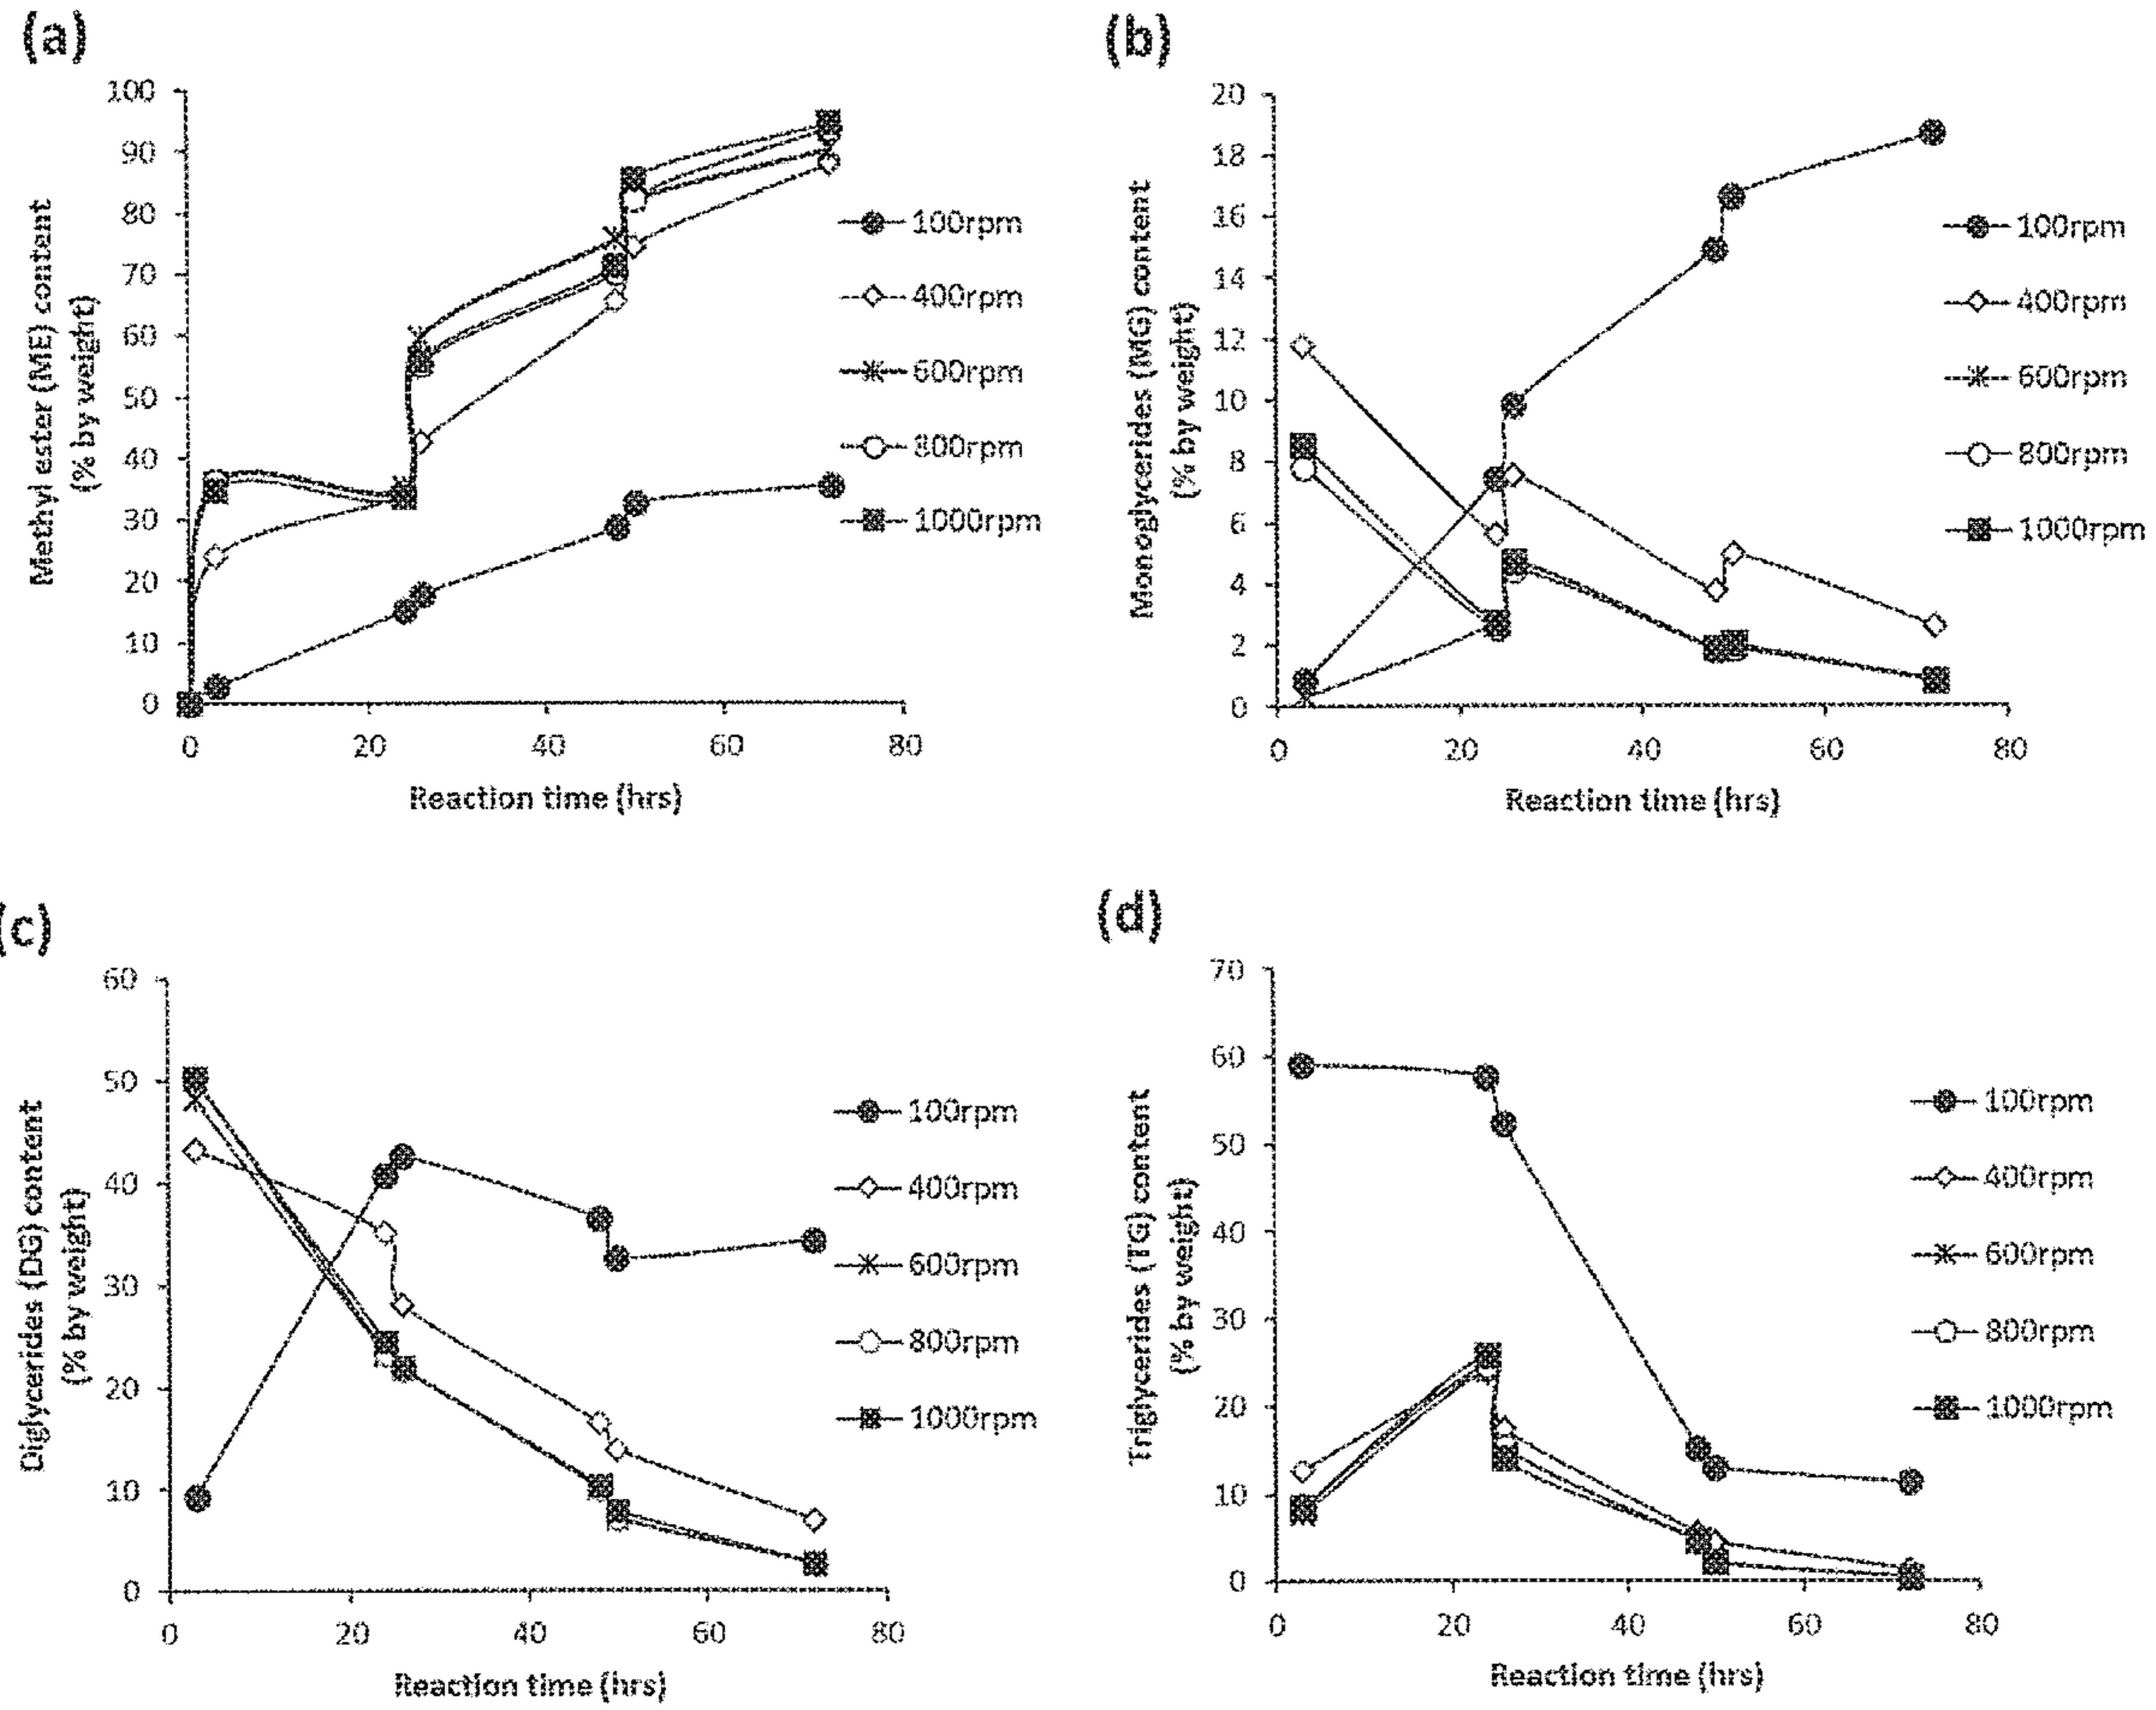 (a)
Methyl ester (ME) content
(% by weight)
100
90
80
70
60
50
40
30
20
10
0
0 20 40 60 80
Reaction time (hrs)
100rpm
400rpm
600rpm
800rpm
1000rpm
(b)
Monoglycerides (MG) content
(% by weight)
20
18
16
14
12
10
8
6
4
2
0
0 20 40 60 80
Reaction time (hrs)
100rpm
400rpm
600rpm
800rpm
1000rpm
(c)
Diglycerides (DG) content
(% by weight)
60
50
40
30
20
10
0
0 20 40 60 80
Reaction time (hrs)
100rpm
400rpm
600rpm
800rpm
1000rpm
(d)
Triglycerides (TG) content
(% by weight)
70
60
50
40
30
20
10
0
0 20 40 60 80
Reaction time (hrs)
100rpm
400rpm
600rpm
800rpm
1000rpm